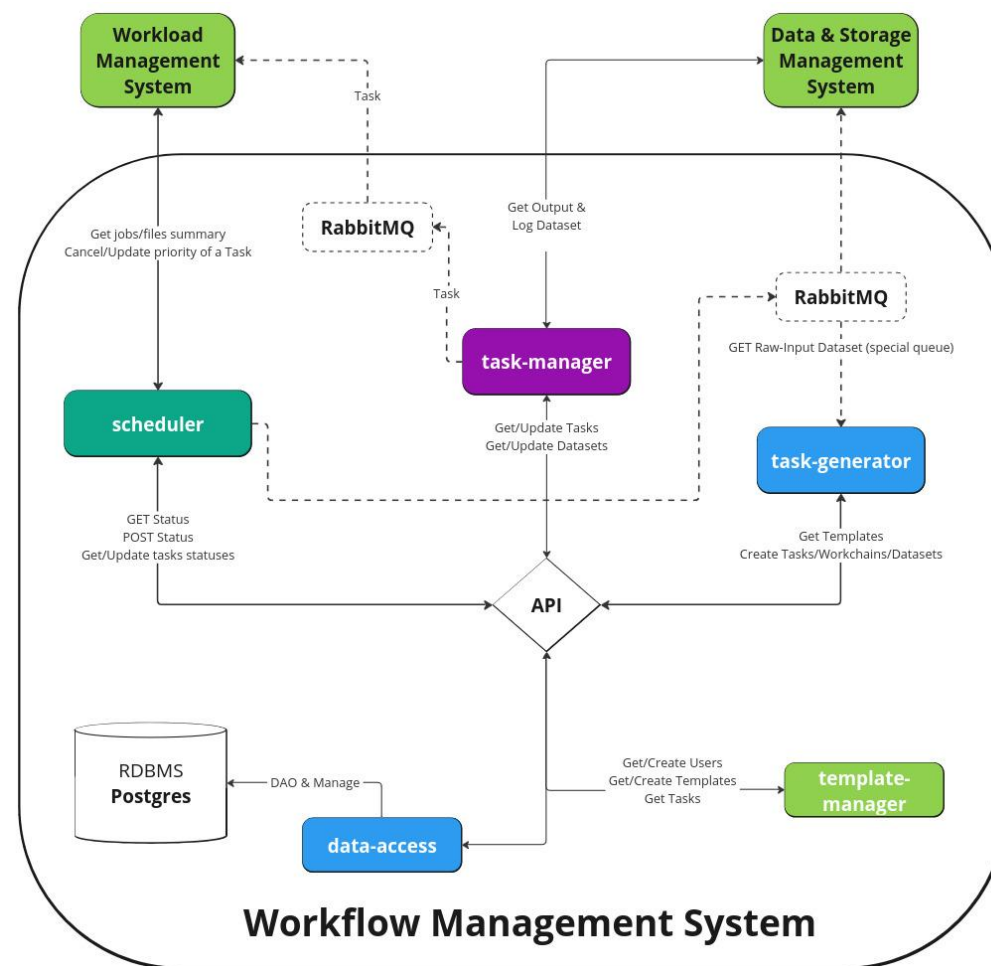 Workload
Management
System
Data & Storage
Management
System
Task
RabbitMQ
Get Output &
Log Dataset
Get jobs/files summary
Cancel/Update priority of a Task
Task
RabbitMQ
GET Raw-Input Dataset (special queue)
task-manager
scheduler
Get/Update Tasks
Get/Update Datasets
task-generator
GET Status
POST Status
Get/Update tasks statuses
Get Templates
Create Tasks/Workchains/Datasets
API
RDBMS
Postgres
DAO & Manage
data-access
Get/Create Users
Get/Create Templates
Get Tasks
template-
manager
Workflow Management System